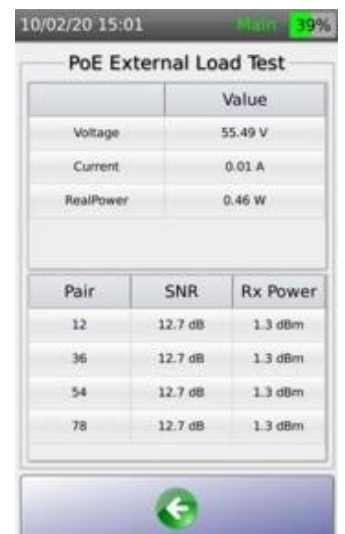 10/02/20 15:01 Main 39%
PoE External Load Test
Value
Voltage 55.49 V
Current 0.01 A
RealPower 0.46 W
Pair SNR Rx Power
12 12.7 dB 1.3 dBm
36 12.7 dB 1.3 dBm
54 12.7 dB 1.3 dBm
78 12.7 dB 1.3 dBm